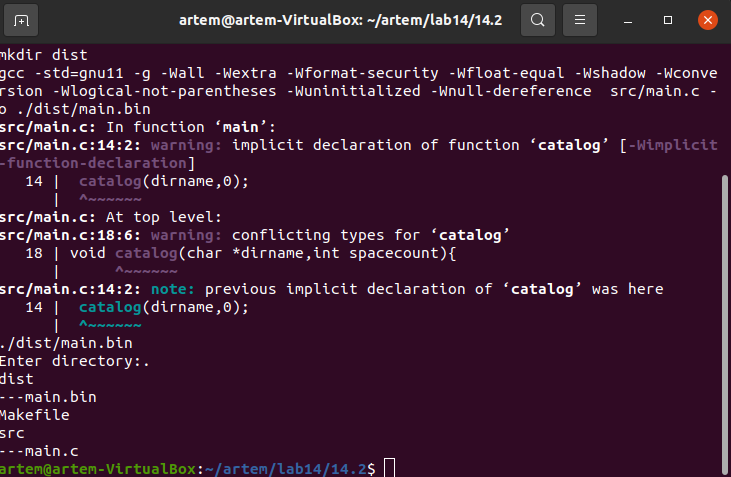 artem@artem-VirtualBox: ~/artem/lab14/14.2
mkdir dist
gcc -std=gnu11 -g -Wall -Wextra -Wformat-security -Wfloat-equal -Wshadow -Wconve
rsion -Wlogical-not-parentheses -Wuninitialized -Wnull-dereference  src/main.c -
o ./dist/main.bin
src/main.c: In function ‘main’:
src/main.c:14:2: warning: implicit declaration of function ‘catalog’ [-Wimplicit
-function-declaration]
   14 |  catalog(dirname,0);
      |  ^~~~~~~
src/main.c: At top level:
src/main.c:18:6: warning: conflicting types for ‘catalog’
   18 | void catalog(char *dirname,int spacecount){
      |      ^~~~~~~
src/main.c:14:2: note: previous implicit declaration of ‘catalog’ was here
   14 |  catalog(dirname,0);
      |  ^~~~~~~
./dist/main.bin
Enter directory:.
dist
---main.bin
Makefile
src
---main.c
artem@artem-VirtualBox:~/artem/lab14/14.2$